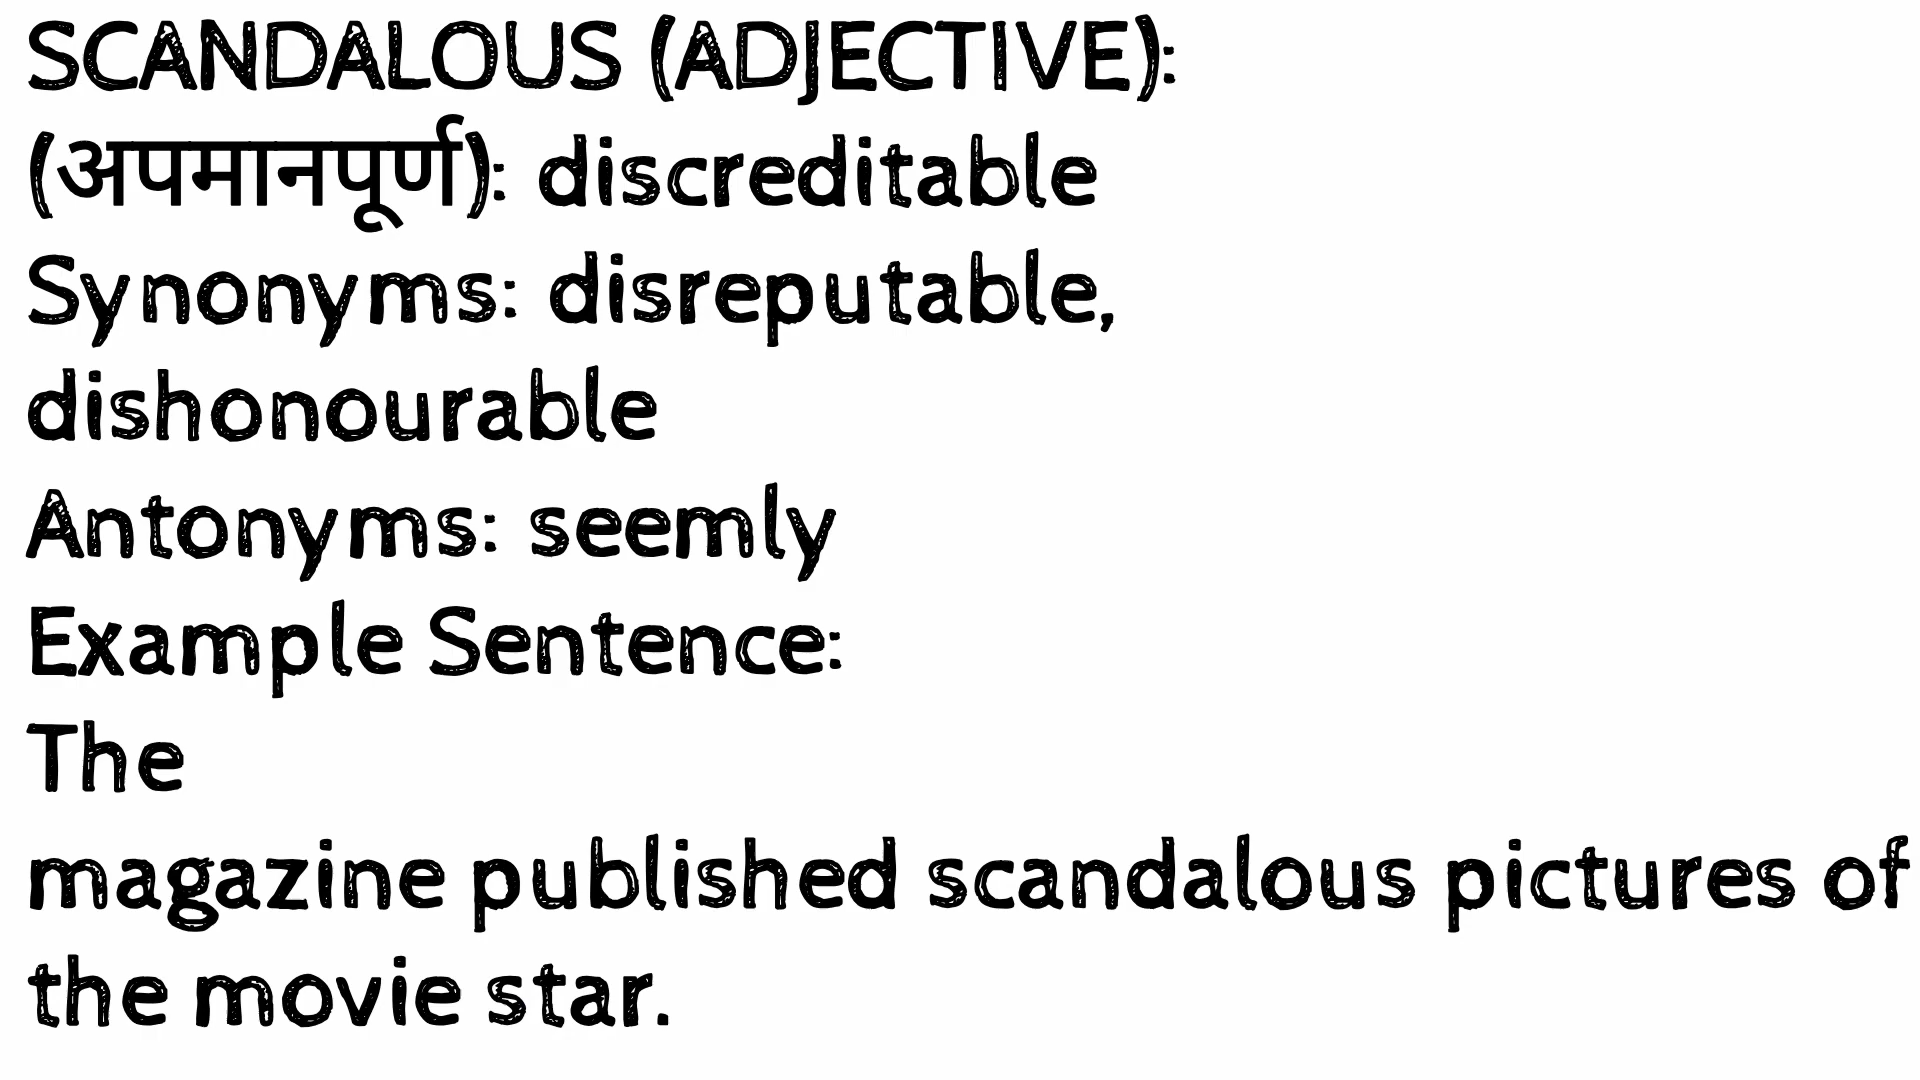 SCANDALOUS (ADJECTIVE):
(अपमानपूर्ण): discreditable
Synonyms: disreputable,
dishonourable
Antonyms: seemly
Example Sentence:
The
magazine published scandalous pictures of
the movie star.